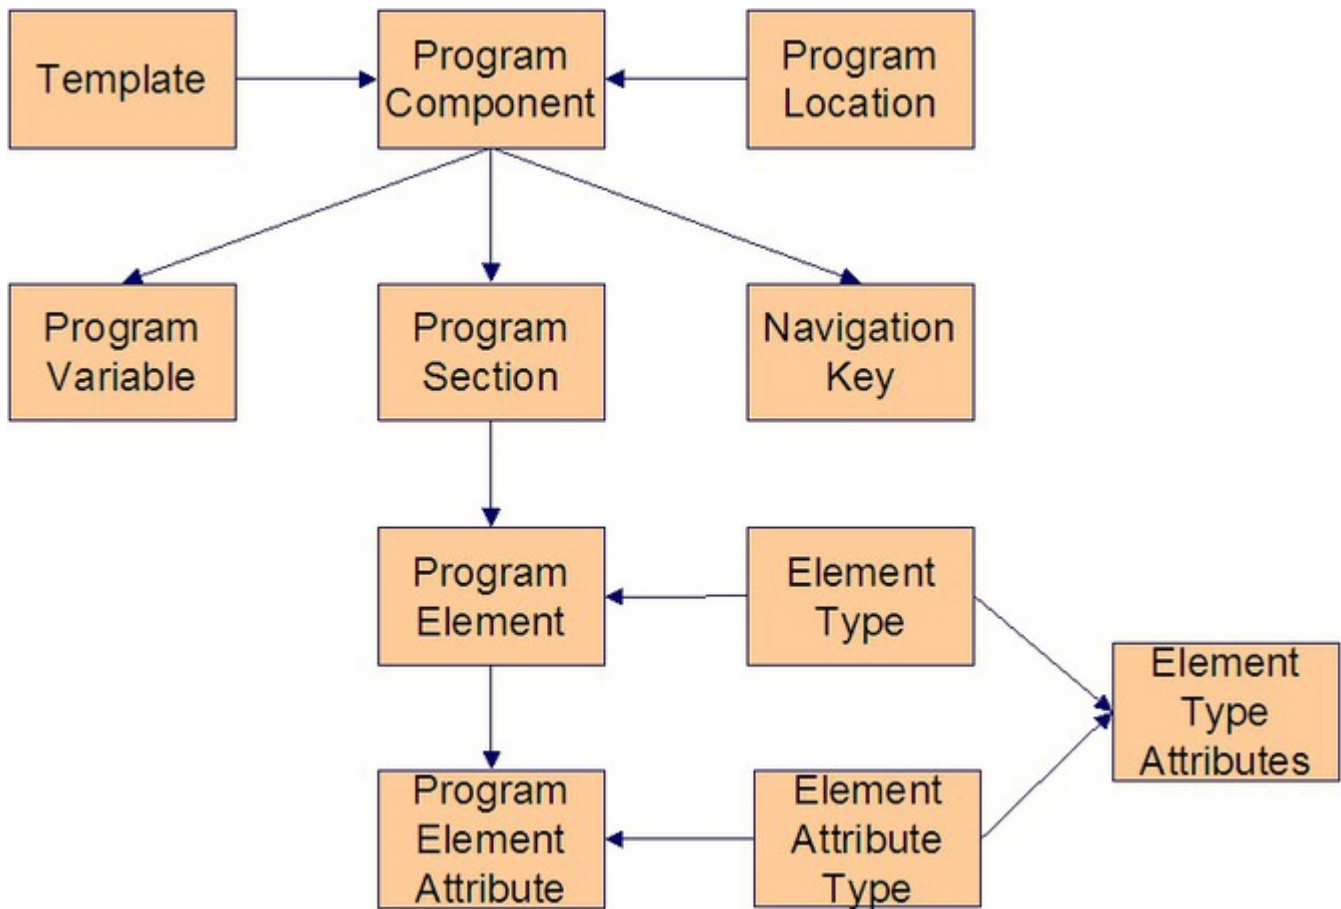 Template
Program
Component
Program
Location
Program
Variable
Program
Section
Navigation
Key
Program
Element
Element
Type
Element
Type
Attributes
Program
Element
Attribute
Element
Attribute
Type